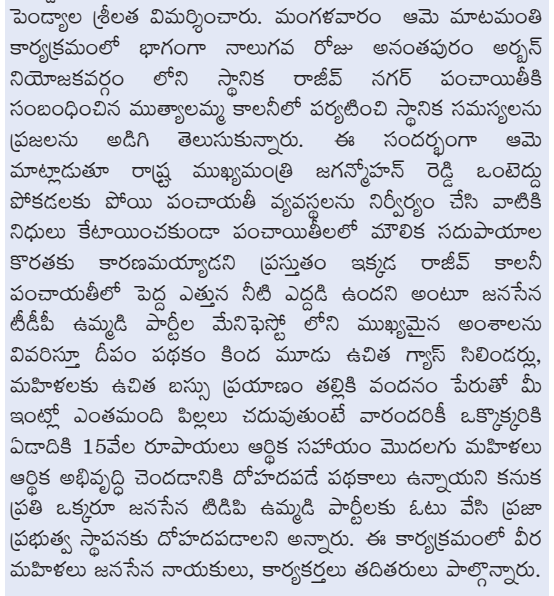 పెండ్యాల శ్రీలత విమర్శించారు. మంగళవారం ఆమె మాటమంతి
కార్యక్రమంలో భాగంగా నాలుగవ రోజు అనంతపురం అర్బన్
నియోజకవర్గం లోని స్థానిక రాజీవ్ నగర్ పంచాయితీకి
సంబంధించిన ముత్యాలమ్మ కాలనీలో పర్యటించి స్థానిక సమస్యలను
ప్రజలను అడిగి తెలుసుకున్నారు. ఈ సందర్భంగా ఆమె
మాట్లాడుతూ రాష్ట్ర ముఖ్యమంత్రి జగన్మోహన్ రెడ్డి ఒంటెద్దు
పోకడలకు పోయి పంచాయతీ వ్యవస్థలను నిర్వీర్యం చేసి వాటికి
నిధులు కేటాయించకుండా పంచాయితీలలో మౌలిక సదుపాయాల
కొరతకు కారణమయ్యాడని ప్రస్తుతం ఇక్కడ రాజీవ్ కాలనీ
పంచాయతీలో పెద్ద ఎత్తున నీటి ఎద్దడి ఉందని అంటూ జనసేన
టీడీపీ ఉమ్మడి పార్టీల మేనిఫెస్టో లోని ముఖ్యమైన అంశాలను
వివరిస్తూ దీపం పథకం కింద మూడు ఉచిత గ్యాస్ సిలిండర్లు,
మహిళలకు ఉచిత బస్సు ప్రయాణం తల్లికి వందనం పేరుతో మీ
ఇంట్లో ఎంతమంది పిల్లలు చదువుతుంటే వారందరికీ ఒక్కొక్కరికి
ఏడాదికి 15వేల రూపాయలు ఆర్థిక సహాయం మొదలగు మహిళలు
ఆర్థిక అభివృద్ధి చెందడానికి దోహదపడే పథకాలు ఉన్నాయని కనుక
ప్రతి ఒక్కరూ జనసేన టిడిపి ఉమ్మడి పార్టీలకు ఓటు వేసి ప్రజా
ప్రభుత్వ స్థాపనకు దోహదపడాలని అన్నారు. ఈ కార్యక్రమంలో వీర
మహిళలు జనసేన నాయకులు, కార్యకర్తలు తదితరులు పాల్గొన్నారు.